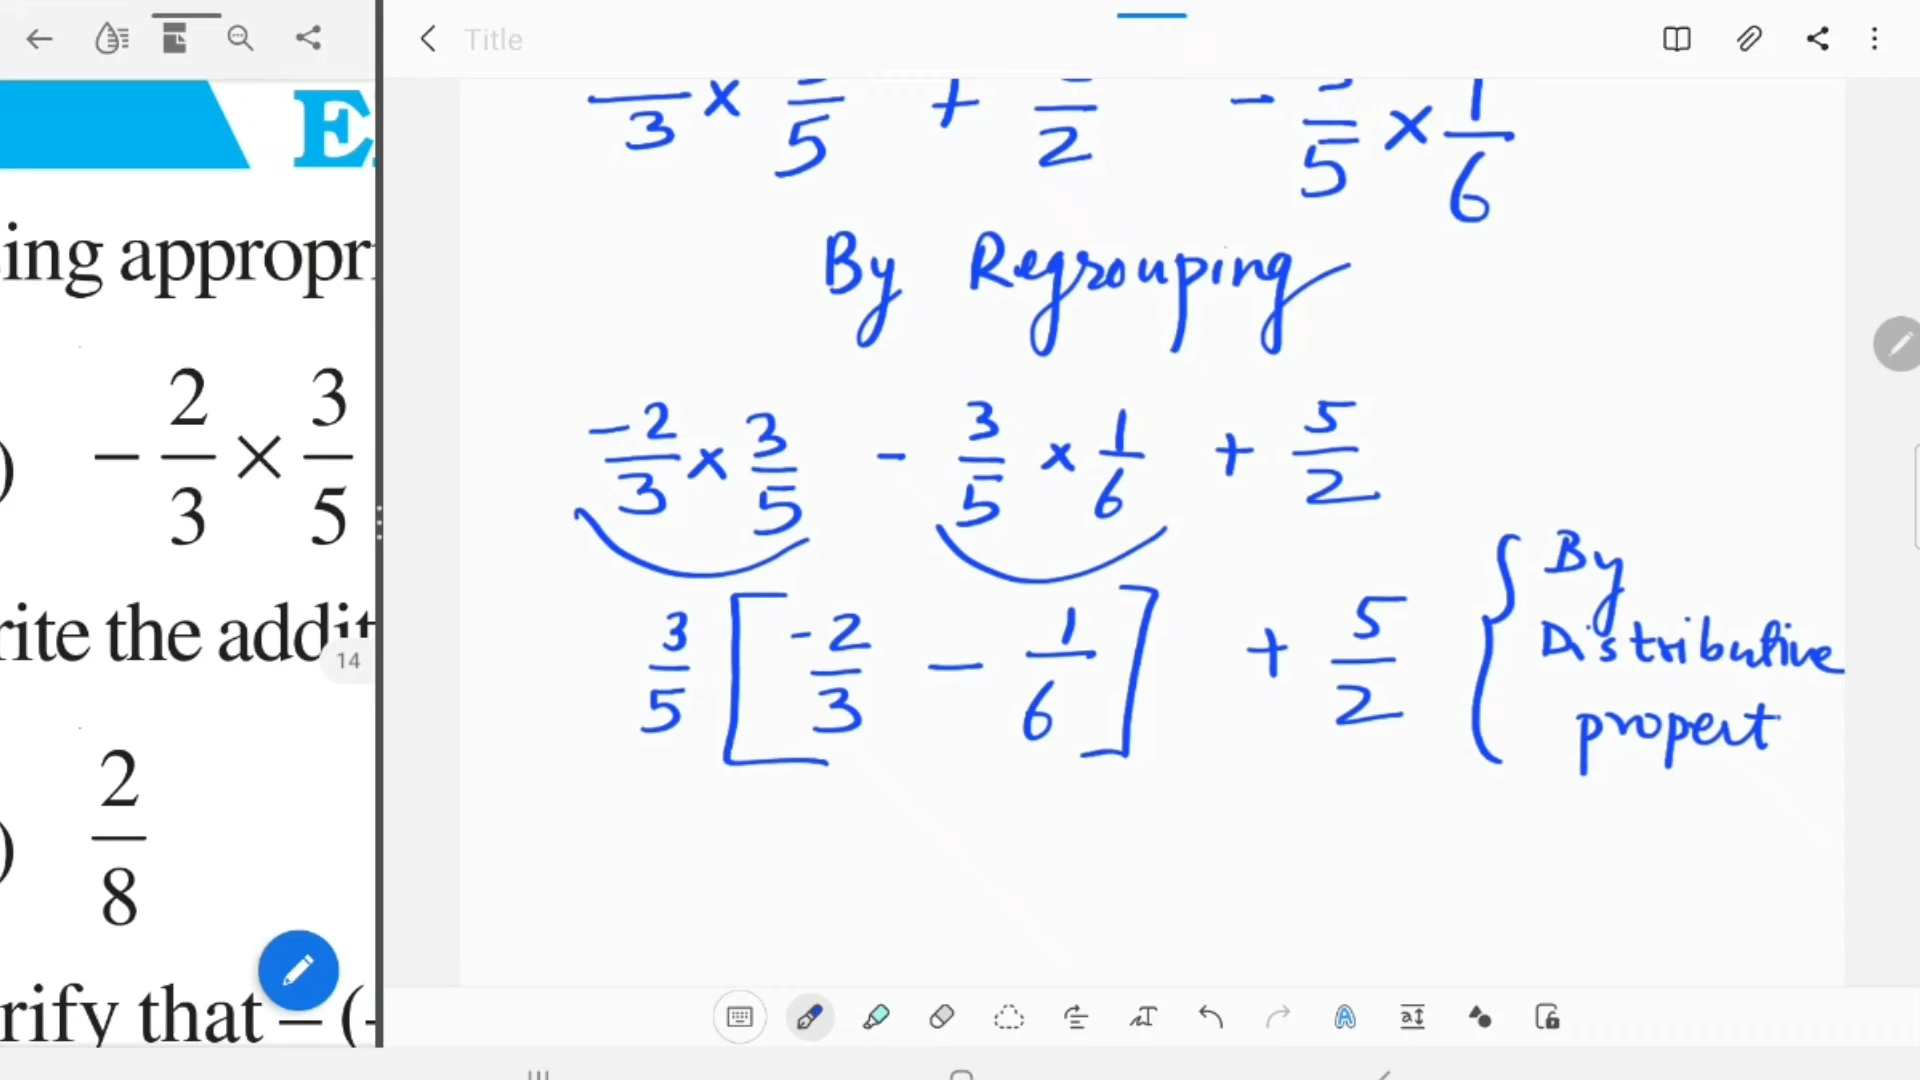 E
ing appropri
) − 2/3 × 3/5
rite the addit
14
) 2/8
rify that − (-
Title
/3 × /5 + /2 - /5 × 1/6
By Regrouping
-2/3 × 3/5 - 3/5 × 1/6 + 5/2
3/5 [ -2/3 - 1/6 ] + 5/2 { By
Distributive
propert